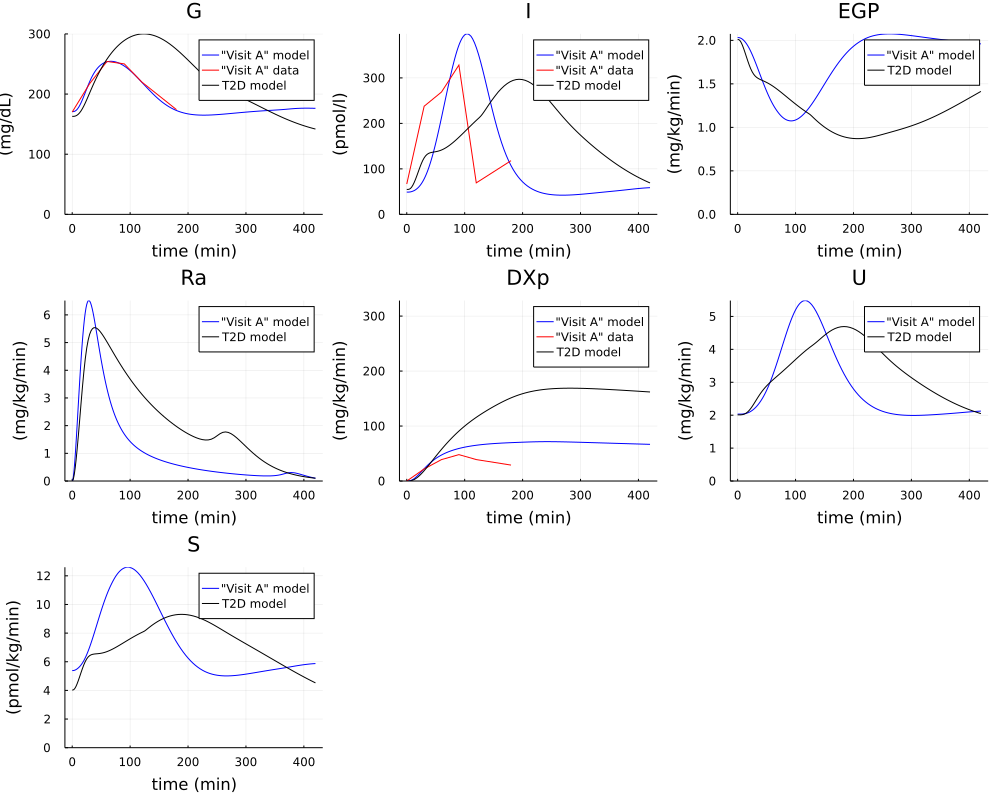 G
300
200
100
0
(mg/dL)
"Visit A" model
"Visit A" data
T2D model
0 100 200 300 400
time (min)
I
300
200
100
0
(pmol/l)
"Visit A" model
"Visit A" data
T2D model
0 100 200 300 400
time (min)
EGP
2.0
1.5
1.0
0.5
0.0
(mg/kg/min)
"Visit A" model
T2D model
0 100 200 300 400
time (min)
Ra
6
5
4
3
2
1
0
(mg/kg/min)
"Visit A" model
T2D model
0 100 200 300 400
time (min)
DXp
300
200
100
0
(mg/kg/min)
"Visit A" model
"Visit A" data
T2D model
0 100 200 300 400
time (min)
U
5
4
3
2
1
0
(mg/kg/min)
"Visit A" model
T2D model
0 100 200 300 400
time (min)
S
12
10
8
6
4
2
0
(pmol/kg/min)
"Visit A" model
T2D model
0 100 200 300 400
time (min)